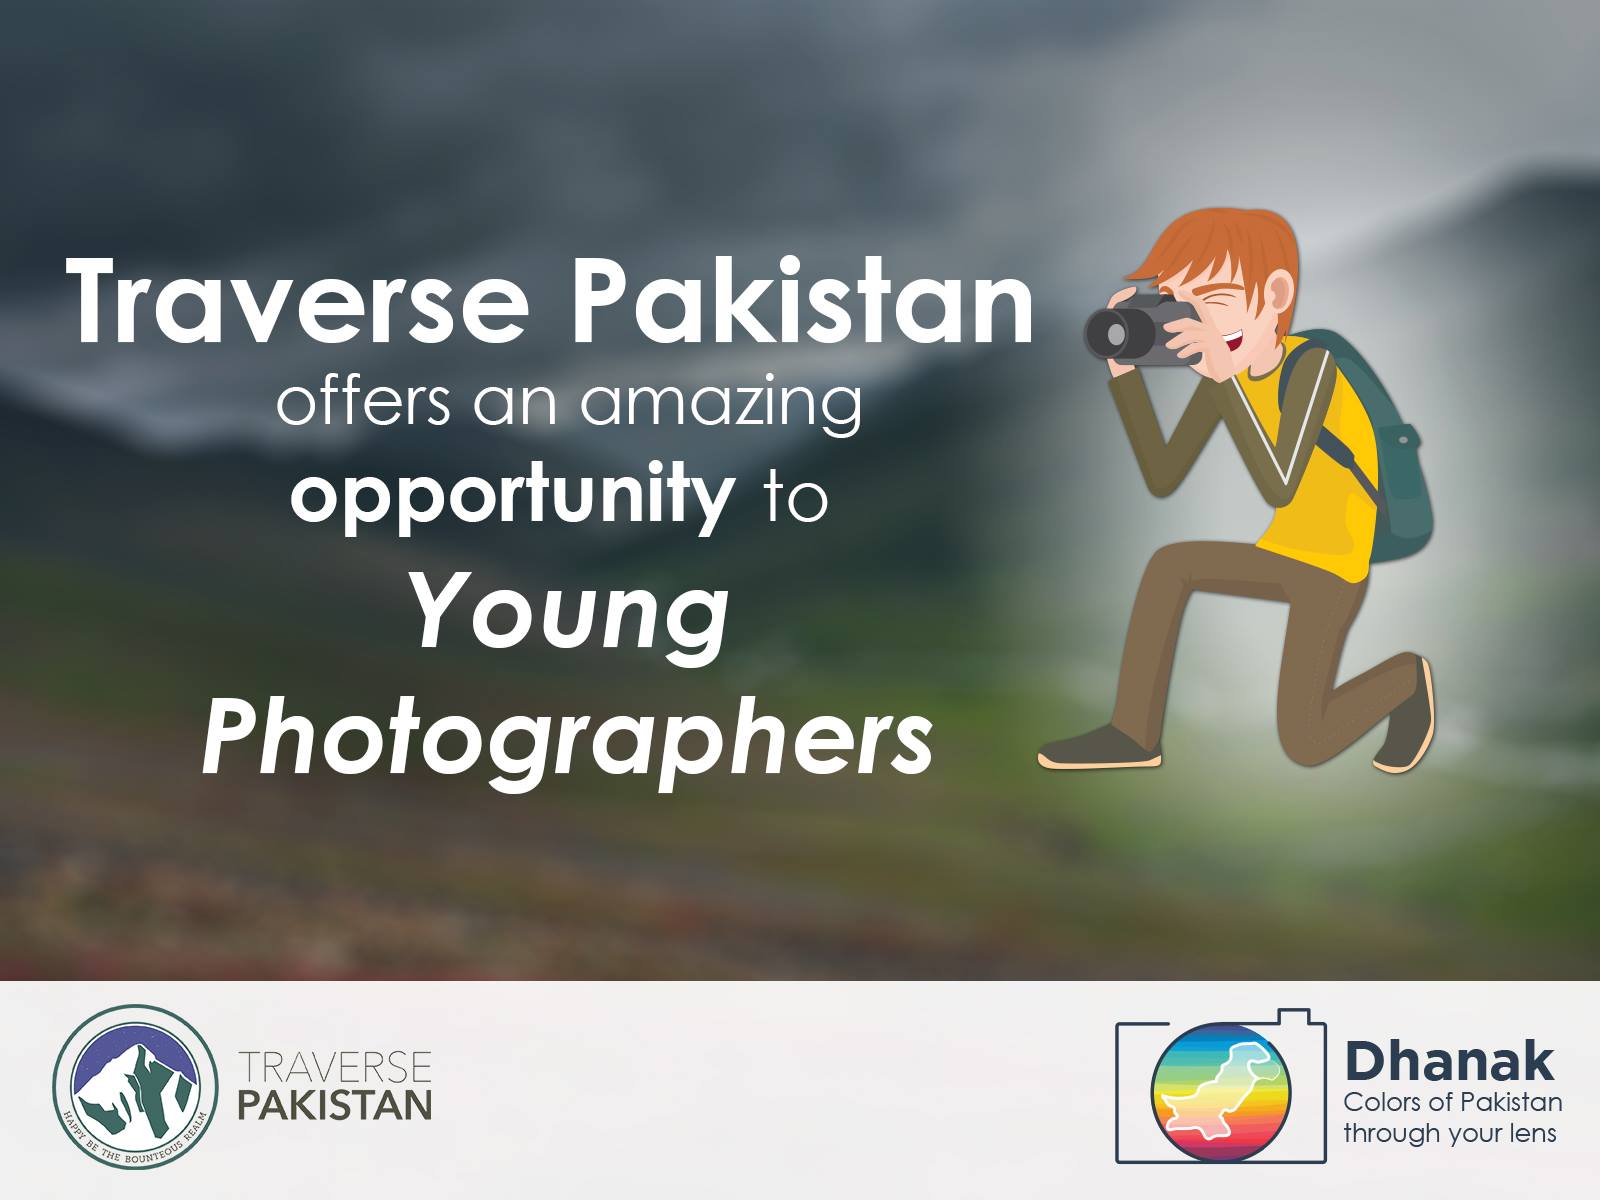 Traverse Pakistan
offers an amazing
opportunity to
Young
Photographers
HAPPY BE THE BOUNTEOUS REALM
TRAVERSE
PAKISTAN
Dhanak
Colors of Pakistan
through your lens